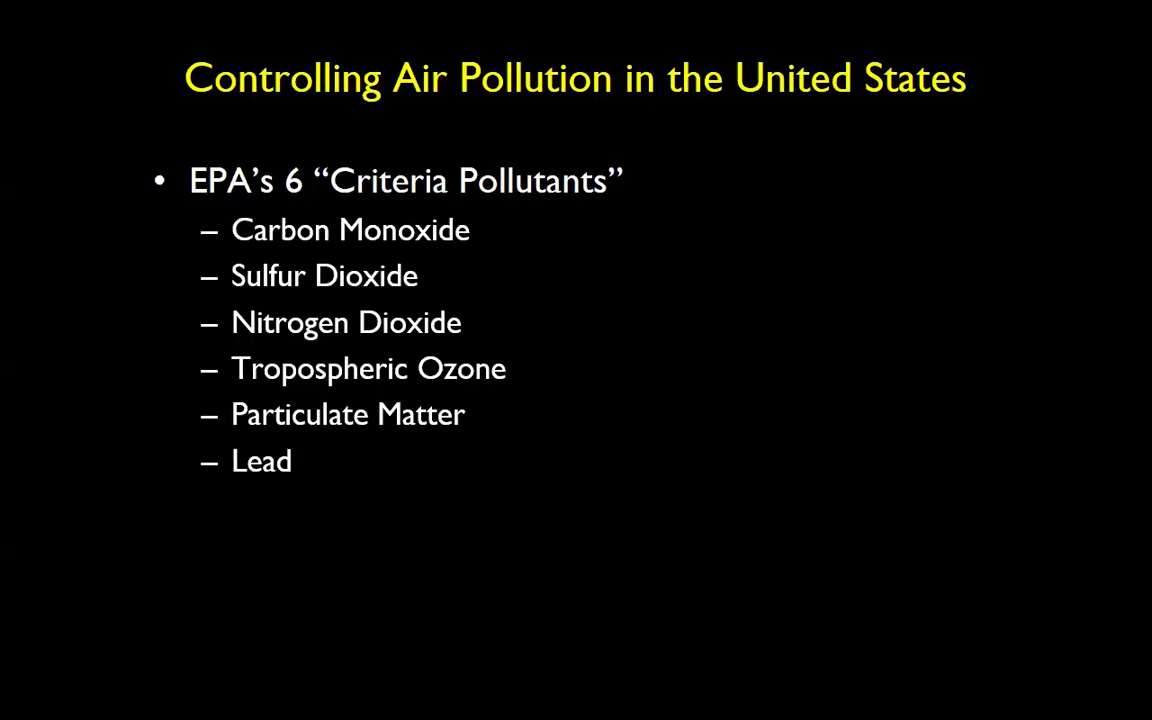 Controlling Air Pollution in the United States
• EPA’s 6 “Criteria Pollutants”
– Carbon Monoxide
– Sulfur Dioxide
– Nitrogen Dioxide
– Tropospheric Ozone
– Particulate Matter
– Lead